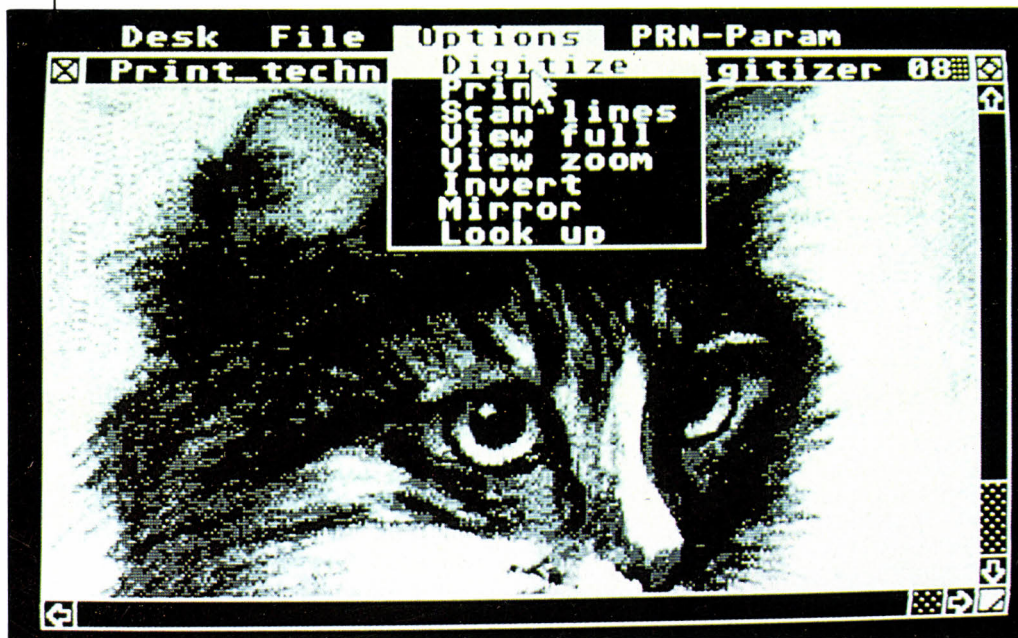 Desk File Options PRN-Param
Print_techn igitizer 08
Digitize
Print
Scan lines
View full
View zoom
Invert
Mirror
Look up